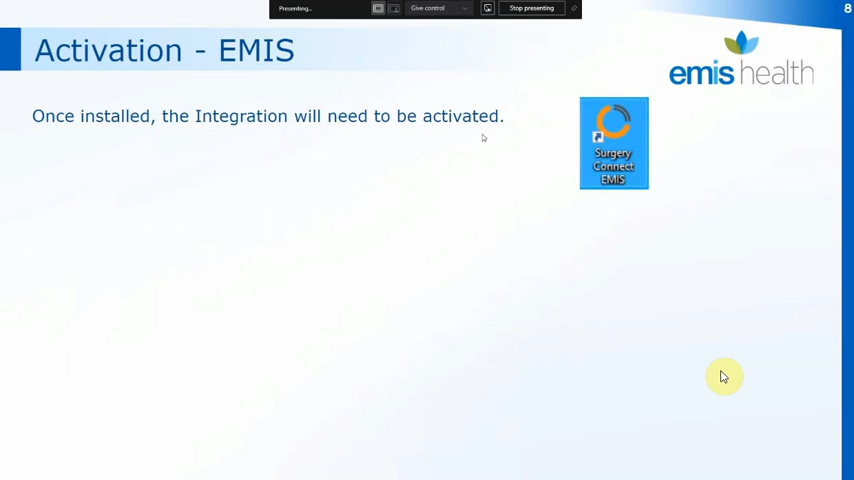 Presenting...
Give control
Stop presenting
8
Activation - EMIS
emis health
Once installed, the Integration will need to be activated.
Surgery
Connect
EMIS